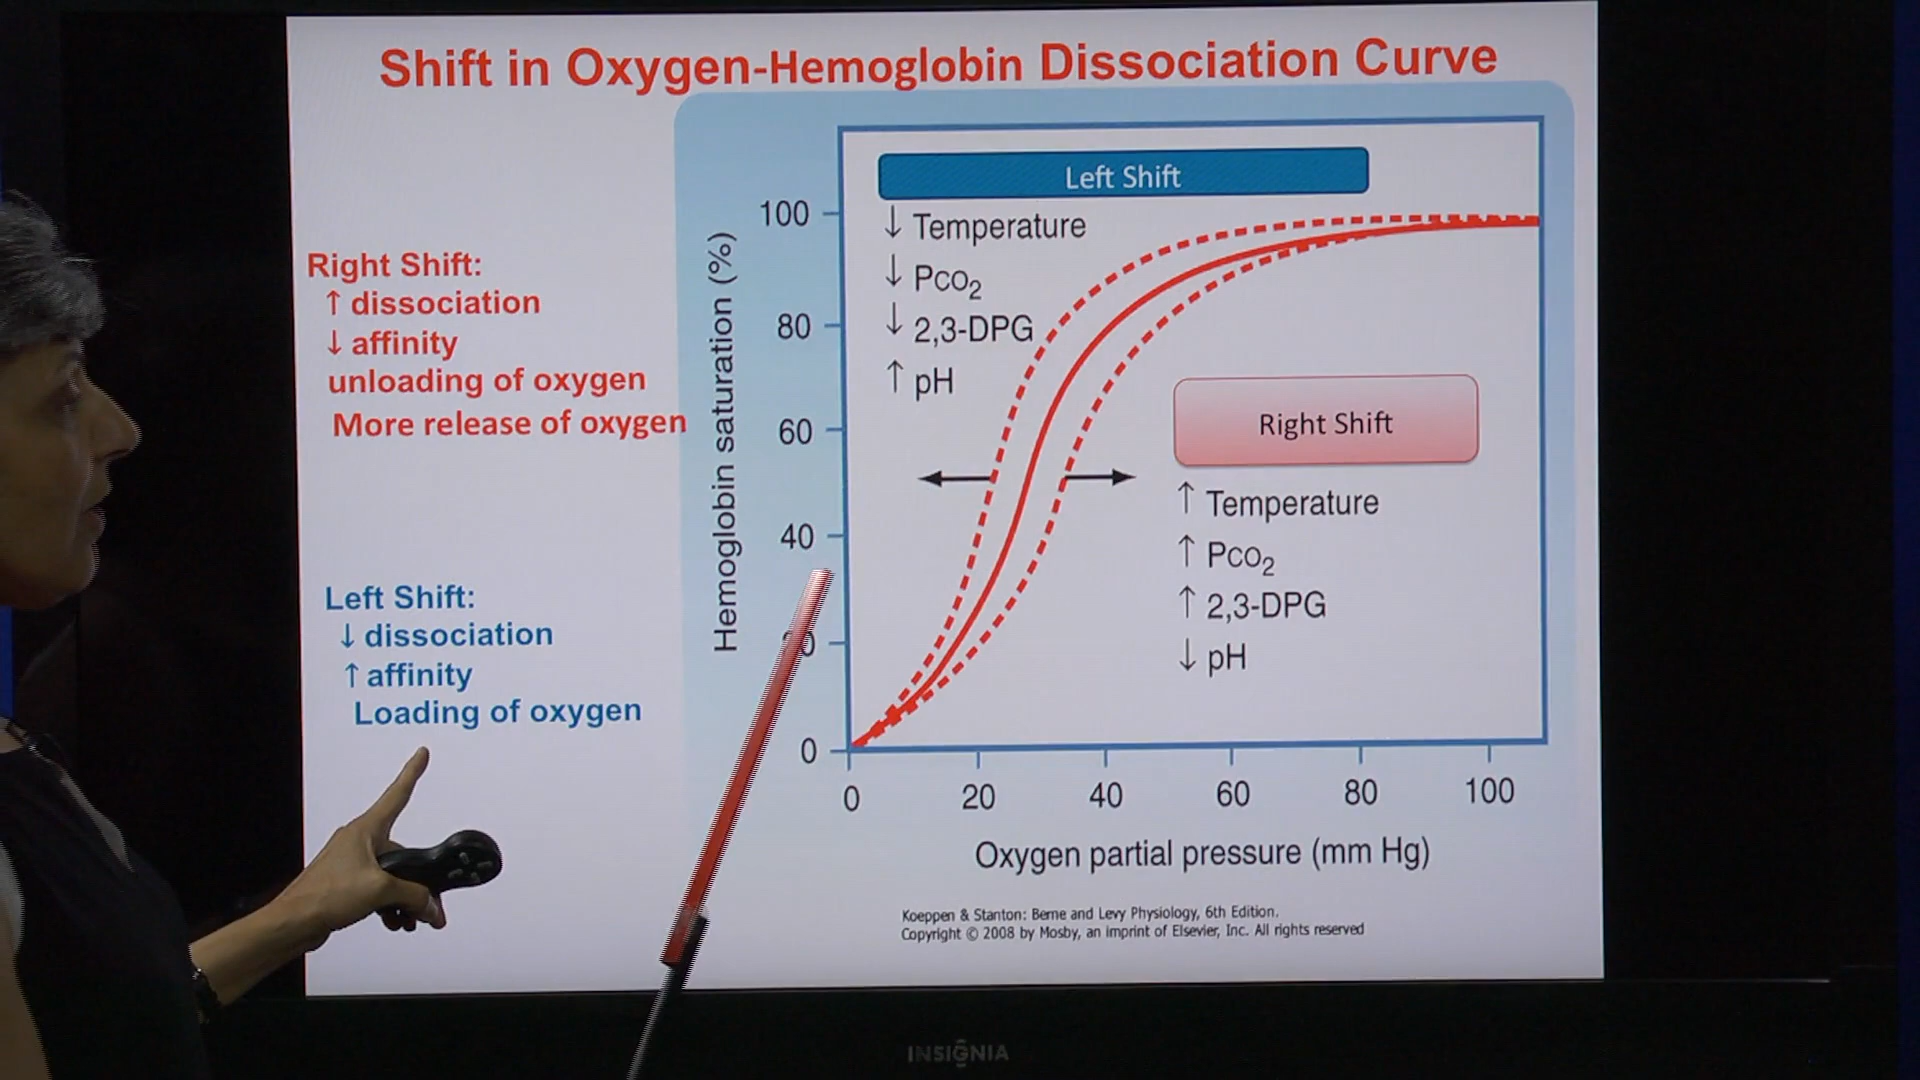 Shift in Oxygen-Hemoglobin Dissociation Curve
Right Shift:
↑ dissociation
↓ affinity
unloading of oxygen
More release of oxygen
Left Shift:
↓ dissociation
↑ affinity
Loading of oxygen
Hemoglobin saturation (%)
100
80
60
40
20
0
Left Shift
↓ Temperature
↓ PCO2
↓ 2,3-DPG
↑ pH
Right Shift
↑ Temperature
↑ PCO2
↑ 2,3-DPG
↓ pH
0 20 40 60 80 100
Oxygen partial pressure (mm Hg)
Koeppen & Stanton: Berne and Levy Physiology, 6th Edition.
Copyright © 2008 by Mosby, an imprint of Elsevier, Inc. All rights reserved
INSIGNIA